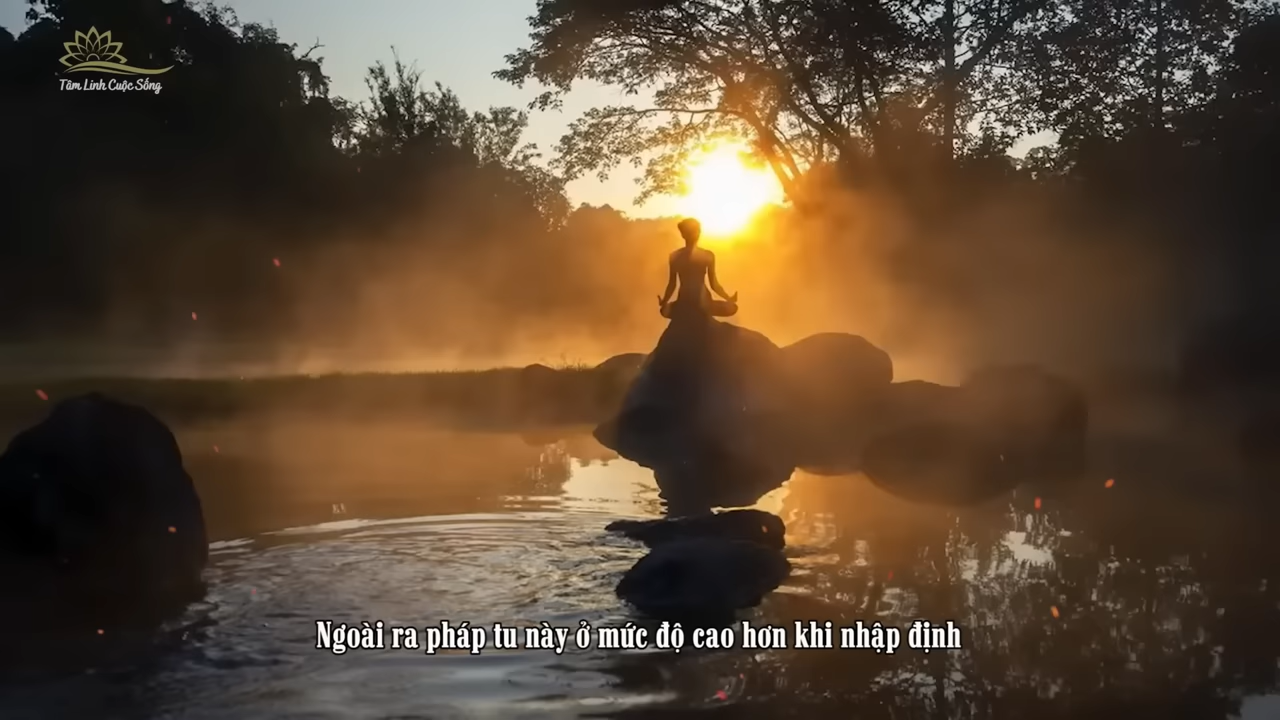 Tâm Linh Cuộc Sống
Ngoài ra pháp tu này ở mức độ cao hơn khi nhập định